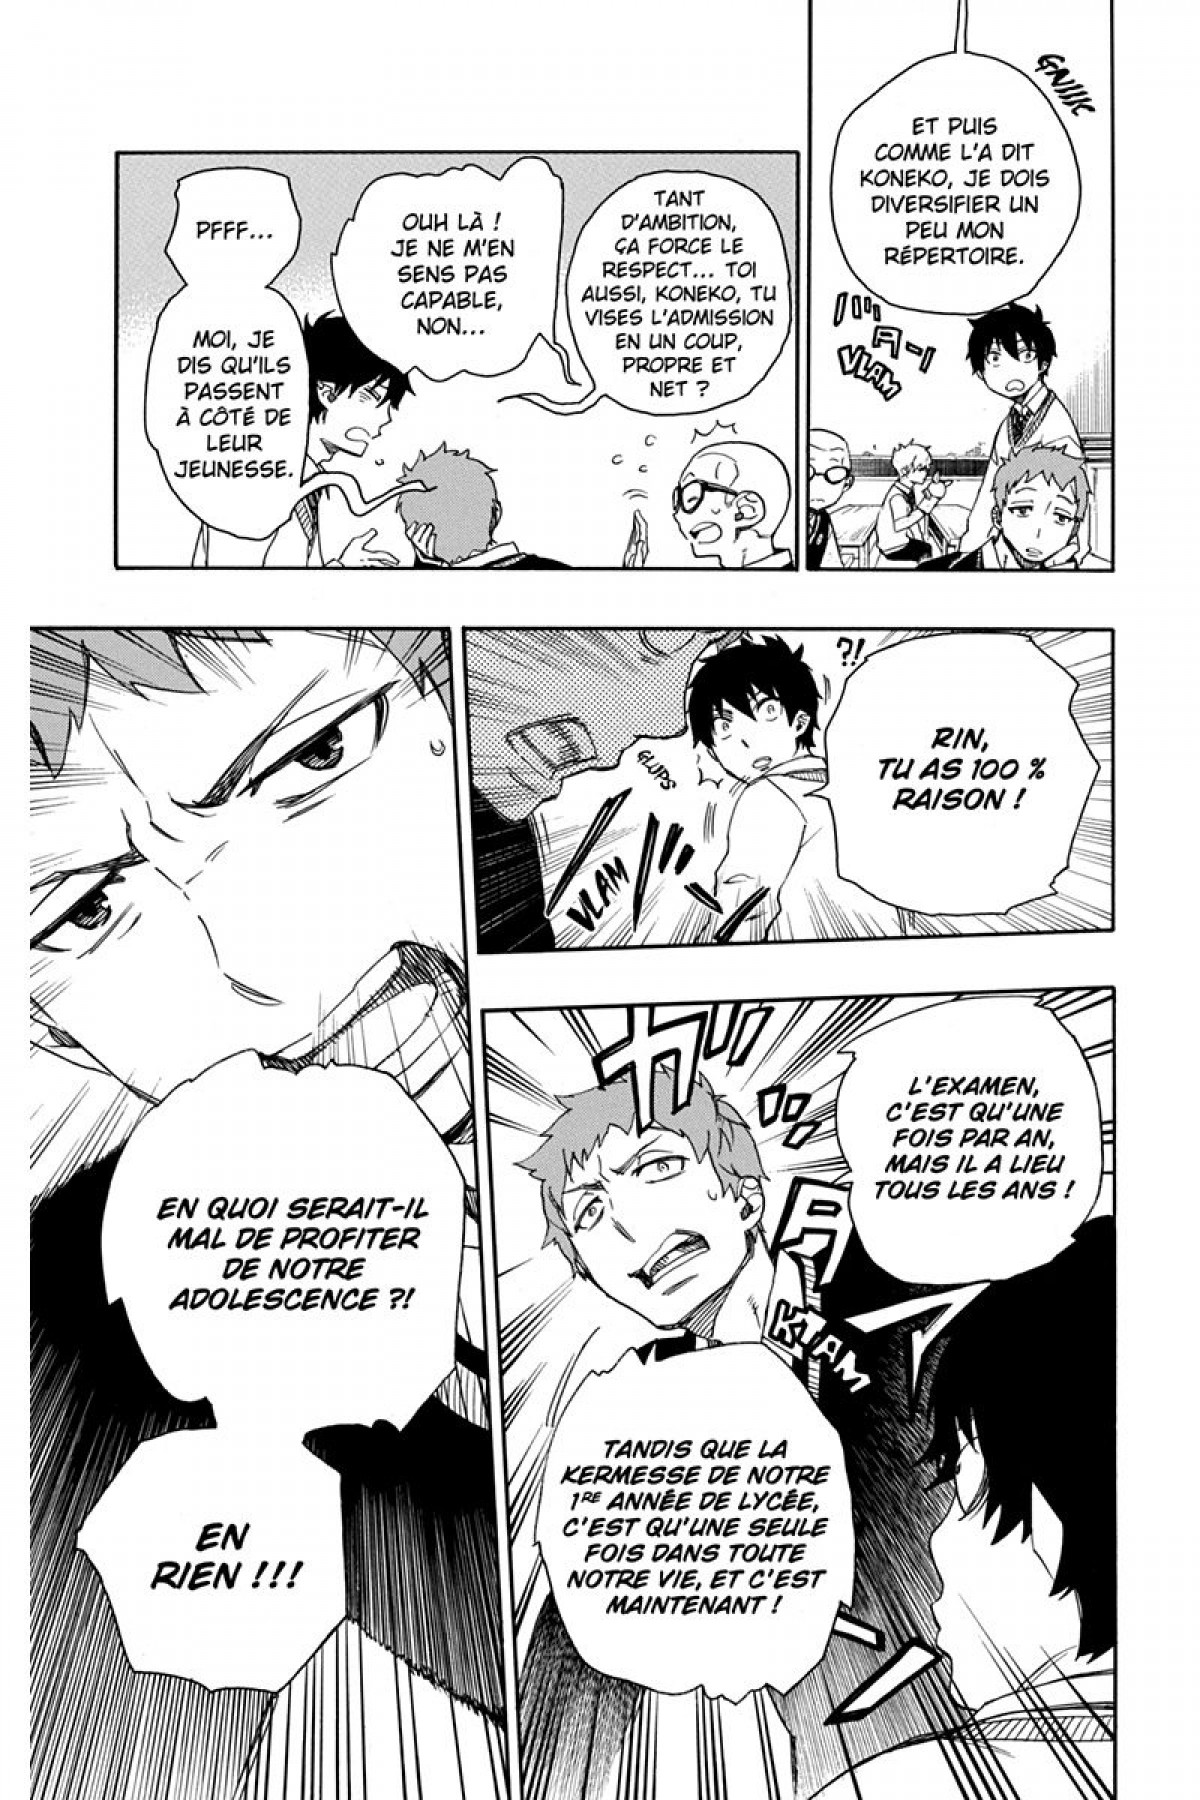 GNIIIK
ET PUIS
COMME L'A DIT
KONEKO, JE DOIS
DIVERSIFIER UN
PEU MON
RÉPERTOIRE.
VLAM
TANT
D'AMBITION,
ÇA FORCE LE
RESPECT... TOI
AUSSI, KONEKO, TU
VISES L'ADMISSION
EN UN COUP,
PROPRE ET
NET ?
OUH LÀ !
JE NE M'EN
SENS PAS
CAPABLE,
NON...
PFFF...
MOI, JE
DIS QU'ILS
PASSENT
À CÔTÉ DE
LEUR
JEUNESSE.
?!
RIN,
TU AS 100 %
RAISON !
GLUPS
VLAM
L'EXAMEN,
C'EST QU'UNE
FOIS PAR AN,
MAIS IL A LIEU
TOUS LES ANS !
ガガガ
KLAM
TANDIS QUE LA
KERMESSE DE NOTRE
1RE ANNÉE DE LYCÉE,
C'EST QU'UNE SEULE
FOIS DANS TOUTE
NOTRE VIE, ET C'EST
MAINTENANT !
EN QUOI SERAIT-IL
MAL DE PROFITER
DE NOTRE
ADOLESCENCE ?!
EN
RIEN !!!